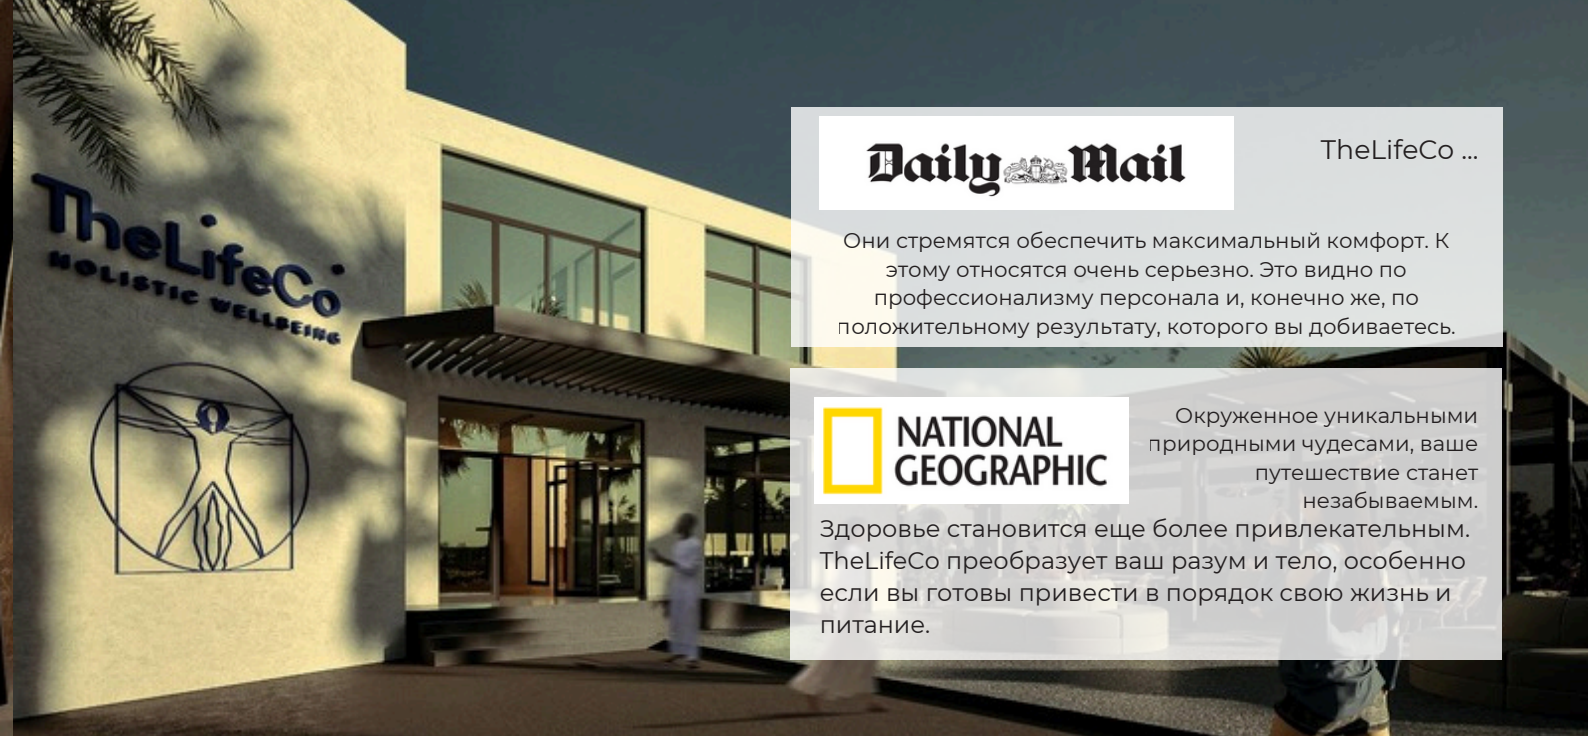 TheLifeCo
HOLISTIC WELLBEING
Daily Mail
TheLifeCo ...
Они стремятся обеспечить максимальный комфорт. К
этому относятся очень серьезно. Это видно по
профессионализму персонала и, конечно же, по
положительному результату, которого вы добиваетесь.
NATIONAL
GEOGRAPHIC
Окруженное уникальными
природными чудесами, ваше
путешествие станет
незабываемым.
Здоровье становится еще более привлекательным.
TheLifeCo преобразует ваш разум и тело, особенно
если вы готовы привести в порядок свою жизнь и
питание.